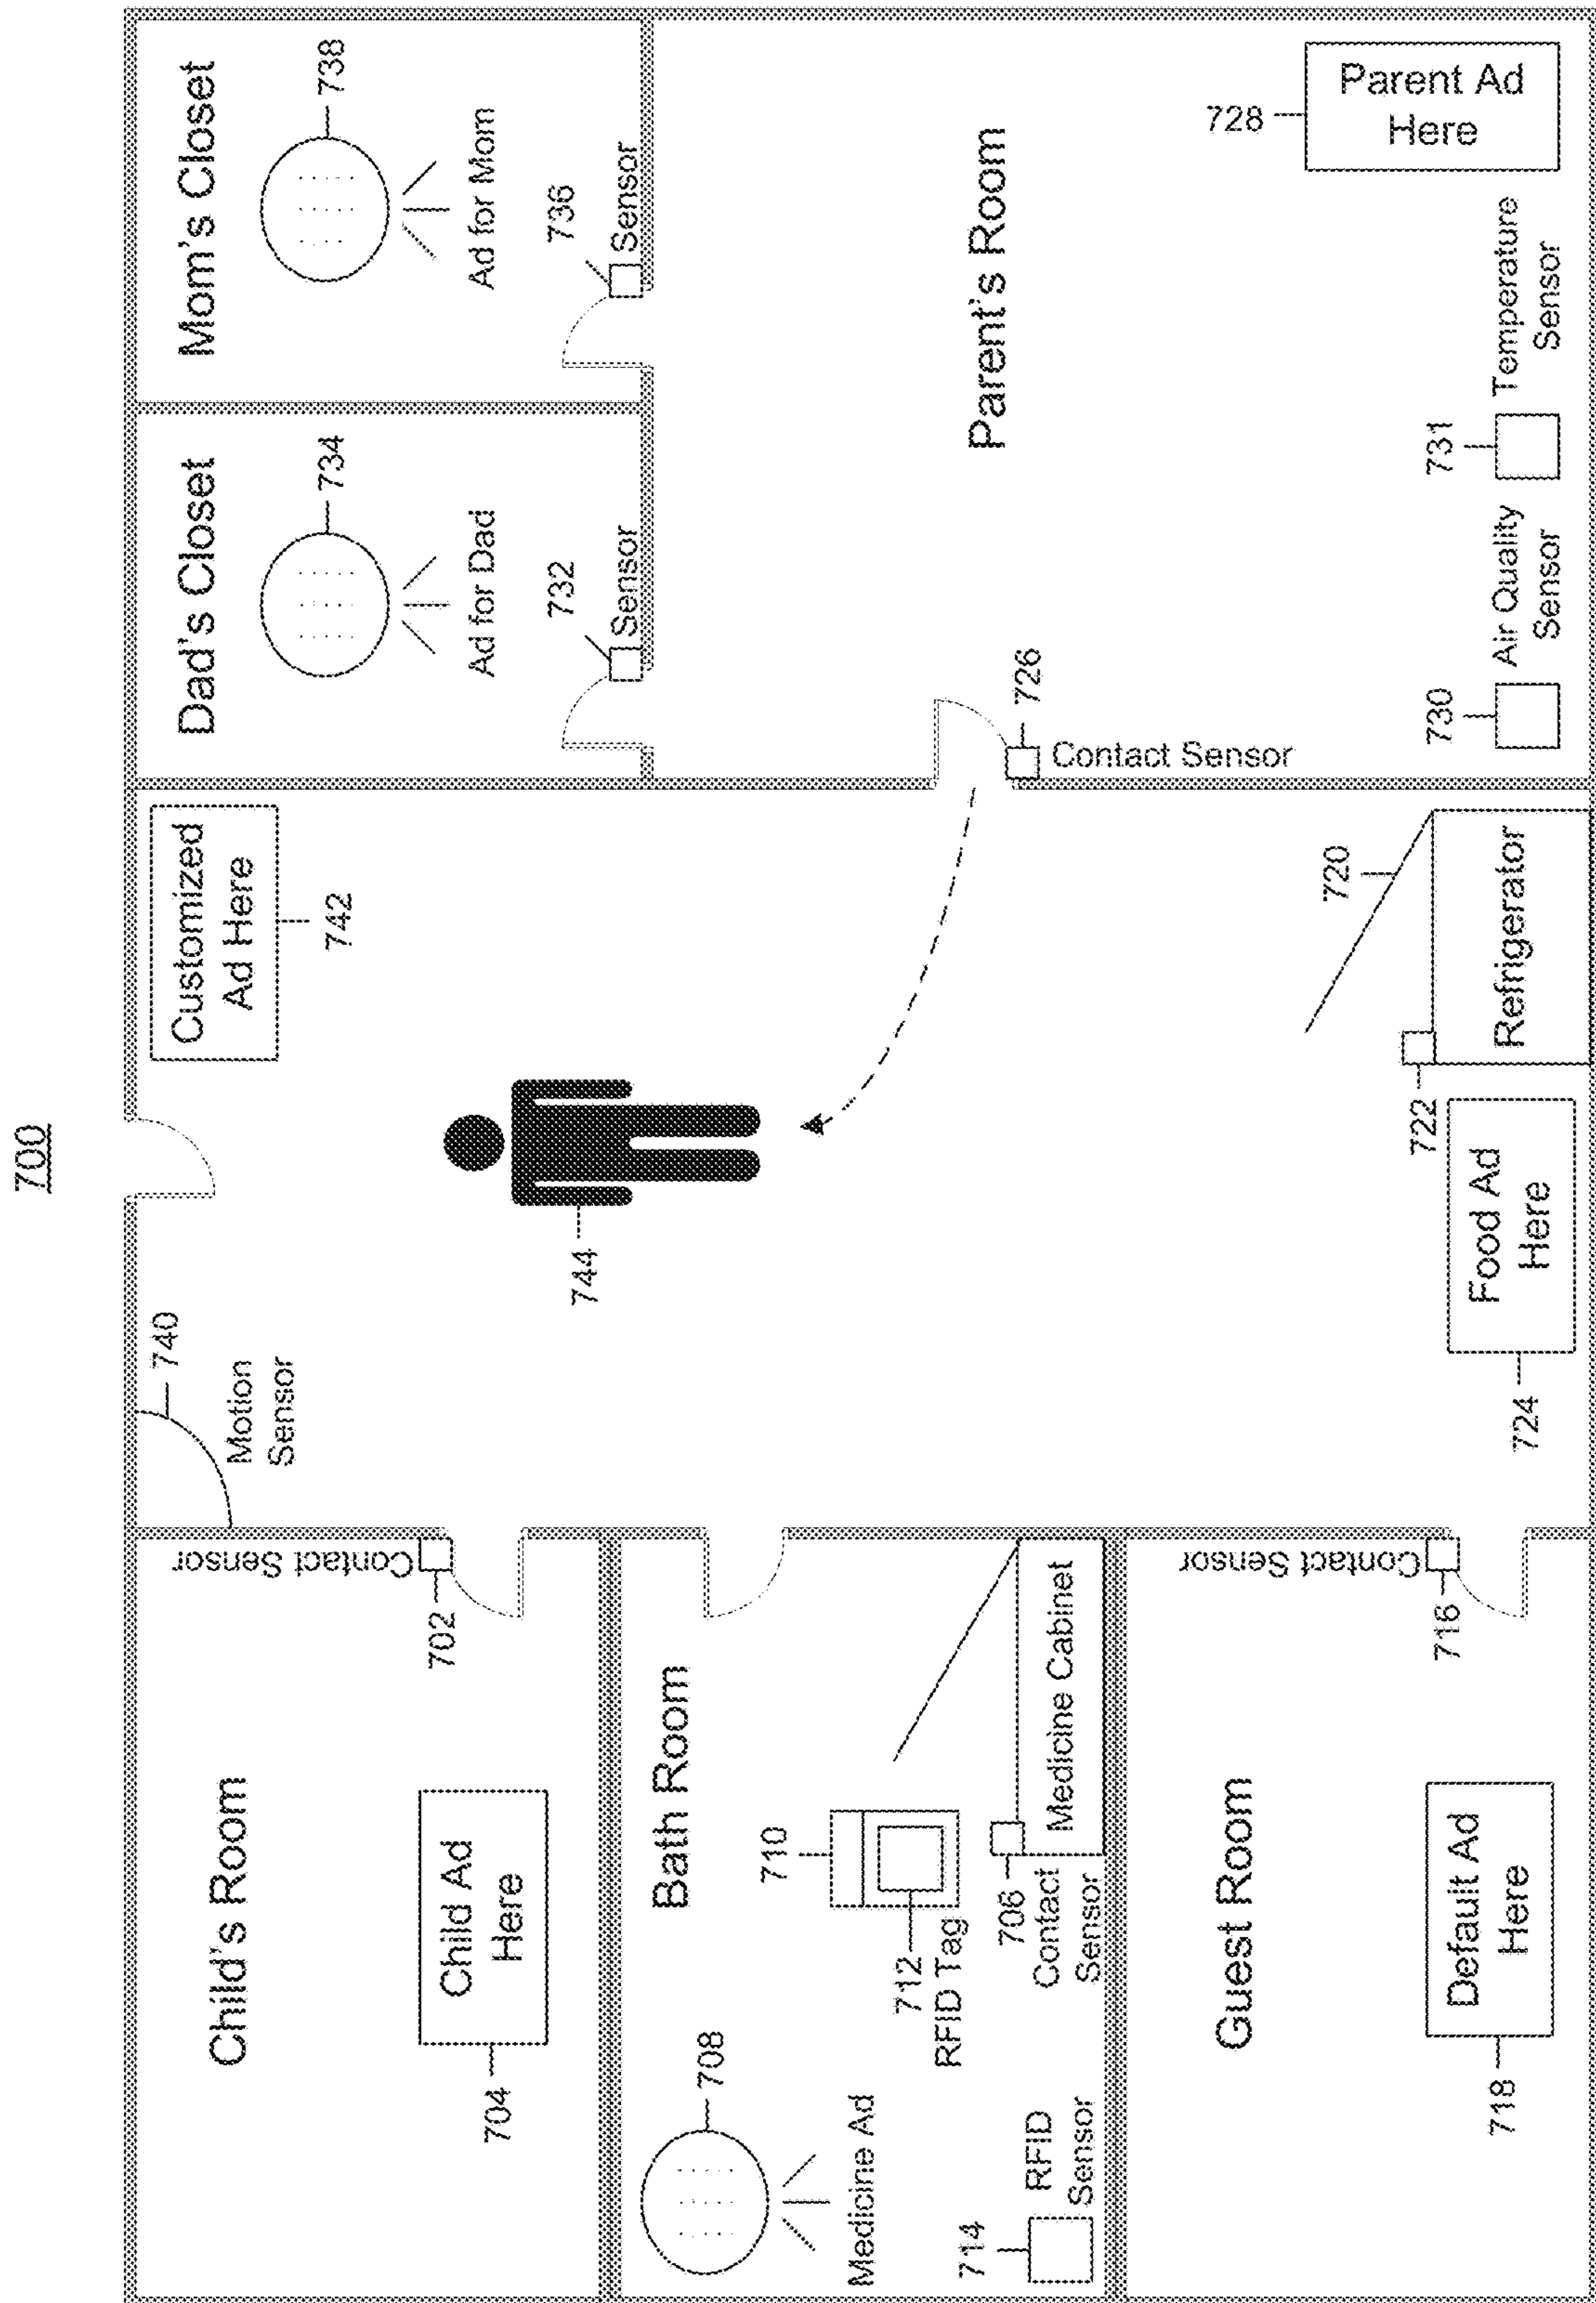 700
Child's Room
Contact Sensor
702
Child Ad
Here
704
Motion
Sensor
740
Customized
Ad Here
742
Dad's Closet
734
Ad for Dad
732
Sensor
Mom's Closet
738
Ad for Mom
736
Sensor
Bath Room
708
Medicine Ad
710
712
RFID Tag
706
Contact
Sensor
Medicine Cabinet
714
RFID
Sensor
744
Parent's Room
726
Contact Sensor
728
Parent Ad
Here
Guest Room
Contact Sensor
716
Default Ad
Here
718
720
722
Refrigerator
Food Ad
Here
724
730
Air Quality
Sensor
731
Temperature
Sensor